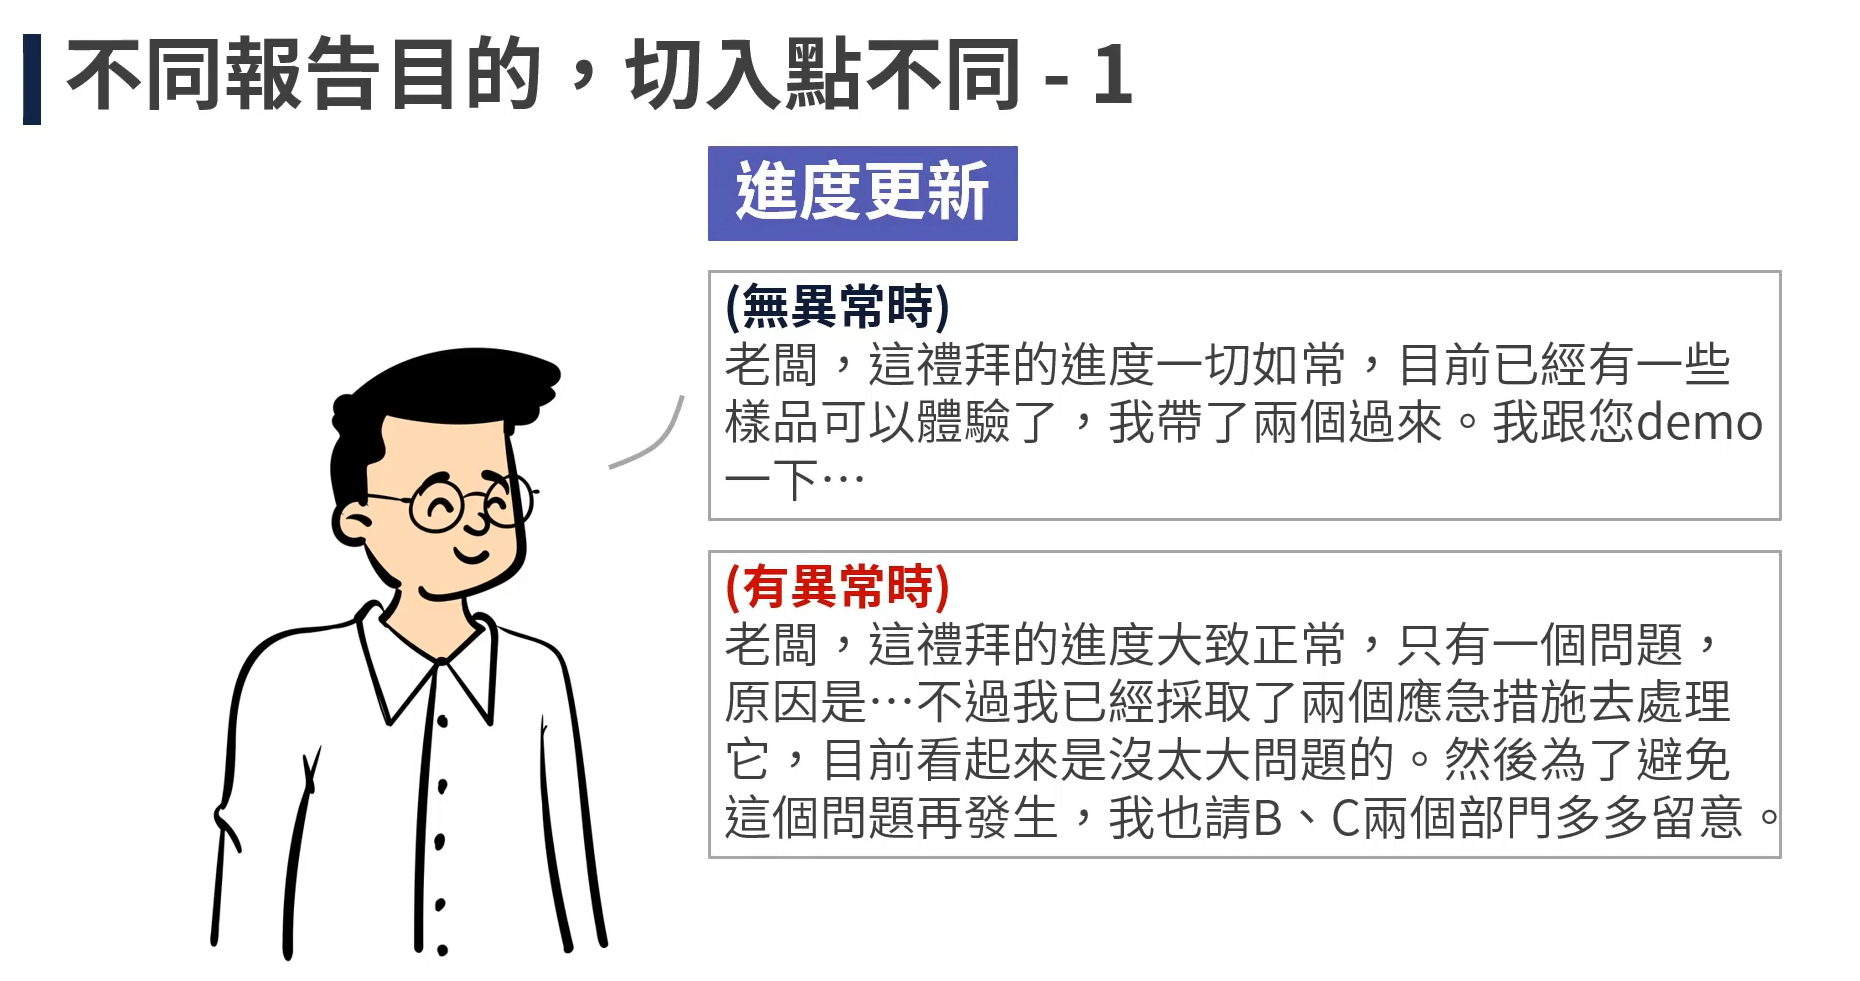 不同報告目的，切入點不同 - 1
進度更新
(無異常時)
老闆，這禮拜的進度一切如常，目前已經有一些
樣品可以體驗了，我帶了兩個過來。我跟您demo
一下…
(有異常時)
老闆，這禮拜的進度大致正常，只有一個問題，
原因是…不過我已經採取了兩個應急措施去處理
它，目前看起來是沒太大問題的。然後為了避免
這個問題再發生，我也請B、C兩個部門多多留意。